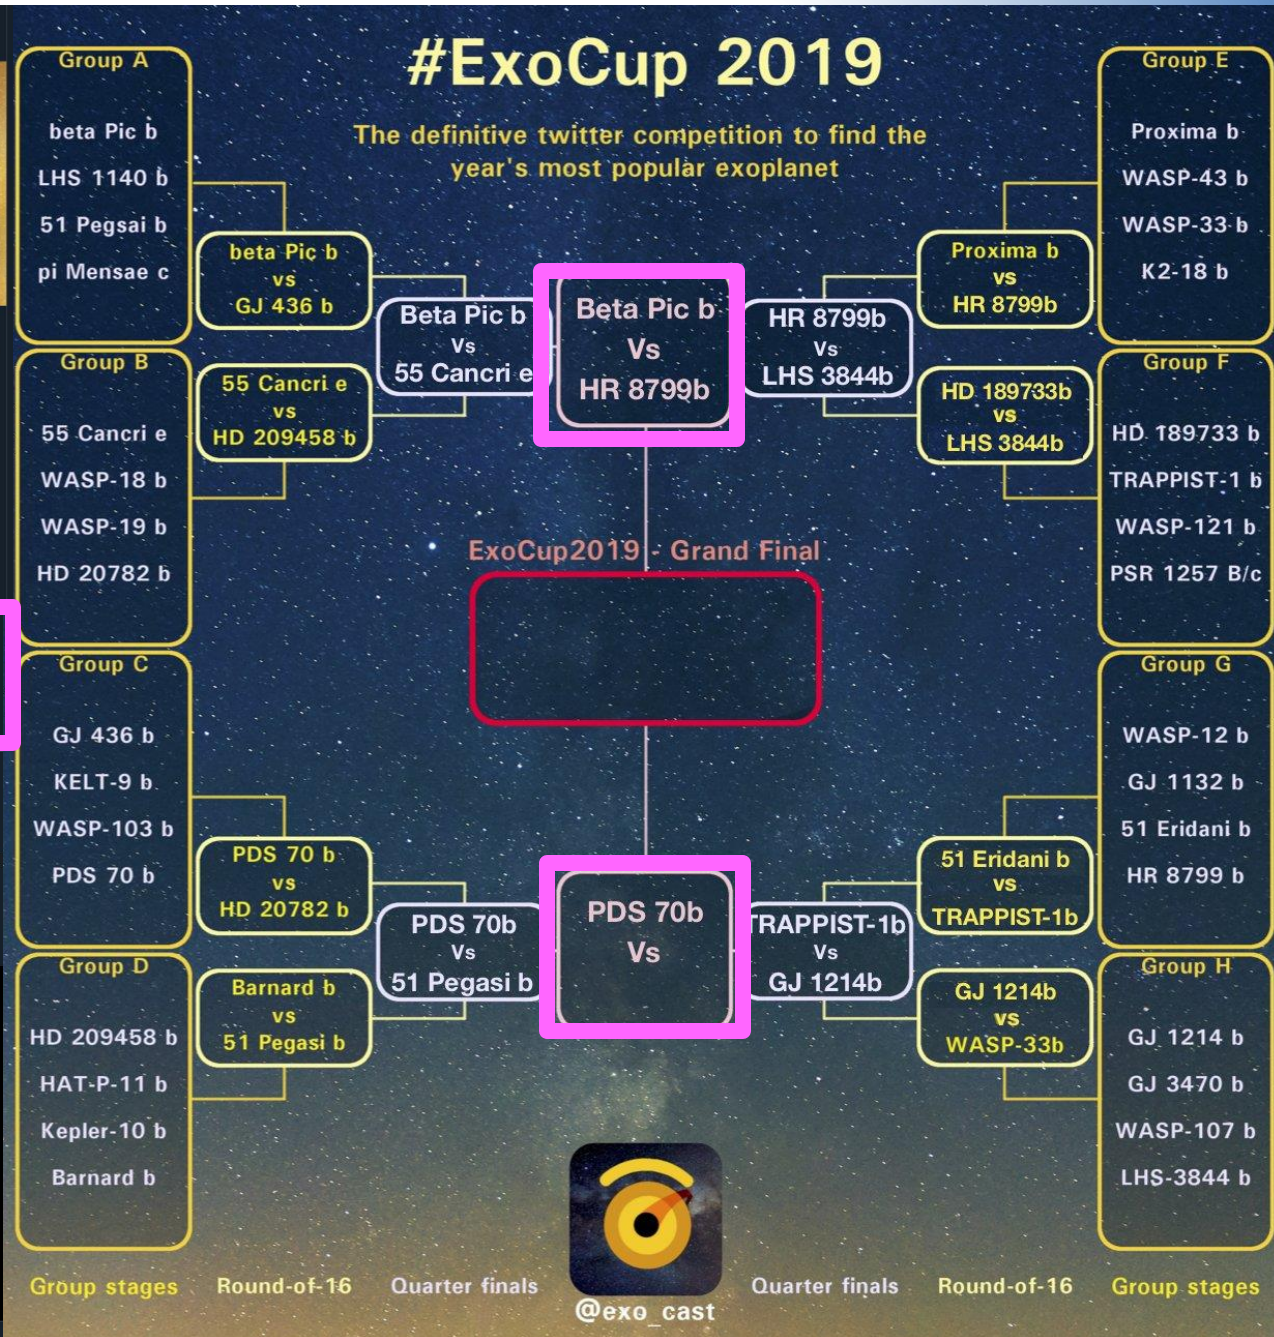 #ExoCup 2019
The definitive twitter competition to find the
year's most popular exoplanet
Group A
beta Pic b
LHS 1140 b
51 Pegsai b
pi Mensae c
Group B
55 Cancri e
WASP-18 b
WASP-19 b
HD 20782 b
Group C
GJ 436 b
KELT-9 b
WASP-103 b
PDS 70 b
Group D
HD 209458 b
HAT-P-11 b
Kepler-10 b
Barnard b
Group stages
beta Pic b
vs
GJ 436 b
55 Cancri e
vs
HD 209458 b
PDS 70 b
vs
HD 20782 b
Barnard b
vs
51 Pegasi b
Round-of-16
Beta Pic b
Vs
55 Cancri e
PDS 70b
Vs
51 Pegasi b
Quarter finals
Beta Pic b
Vs
HR 8799b
ExoCup2019 - Grand Final
PDS 70b
Vs
@exo_cast
HR 8799b
Vs
LHS 3844b
TRAPPIST-1b
Vs
GJ 1214b
Quarter finals
Proxima b
vs
HR 8799b
HD 189733b
vs
LHS 3844b
51 Eridani b
vs
TRAPPIST-1b
GJ 1214b
vs
WASP-33b
Round-of-16
Group E
Proxima b
WASP-43 b
WASP-33 b
K2-18 b
Group F
HD 189733 b
TRAPPIST-1 b
WASP-121 b
PSR 1257 B/c
Group G
WASP-12 b
GJ 1132 b
51 Eridani b
HR 8799 b
Group H
GJ 1214 b
GJ 3470 b
WASP-107 b
LHS-3844 b
Group stages